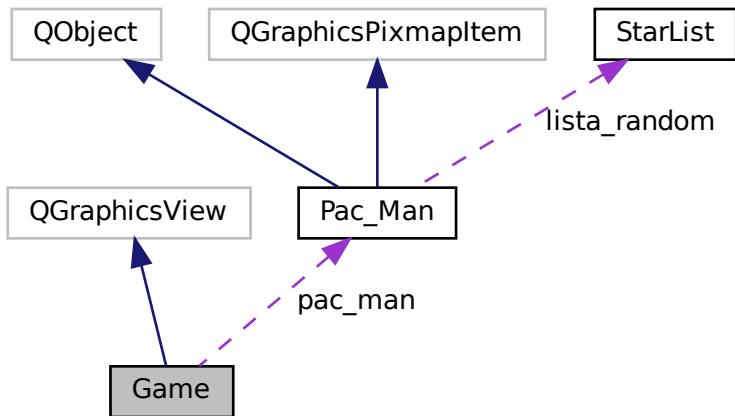 QObject
QGraphicsPixmapItem
StarList
lista_random
QGraphicsView
Pac_Man
pac_man
Game